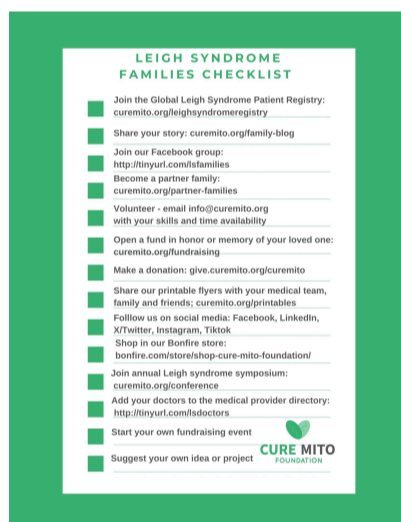 LEIGH SYNDROME
FAMILIES CHECKLIST
Join the Global Leigh Syndrome Patient Registry:
curemito.org/leighsyndromeregistry
Share your story: curemito.org/family-blog
Join our Facebook group:
http://tinyurl.com/lsfamilies
Become a partner family:
curemito.org/partner-families
Volunteer - email info@curemito.org
with your skills and time availability
Open a fund in honor or memory of your loved one:
curemito.org/fundraising
Make a donation: give.curemito.org/curemito
Share our printable flyers with your medical team,
family and friends; curemito.org/printables
Folllow us on social media: Facebook, LinkedIn,
X/Twitter, Instagram, Tiktok
Shop in our Bonfire store:
bonfire.com/store/shop-cure-mito-foundation/
Join annual Leigh syndrome symposium:
curemito.org/conference
Add your doctors to the medical provider directory:
http://tinyurl.com/lsdoctors
Start your own fundraising event
Suggest your own idea or project
CURE MITO
FOUNDATION